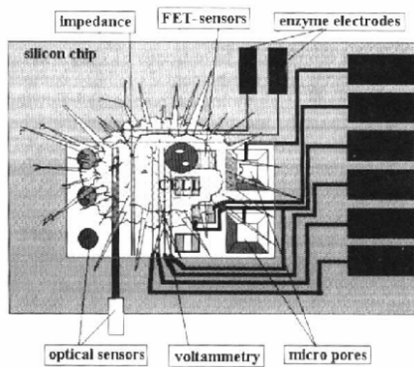 impedance
FET-sensors
enzyme electrodes
silicon chip
CELL
optical sensors
voltammetry
micro pores